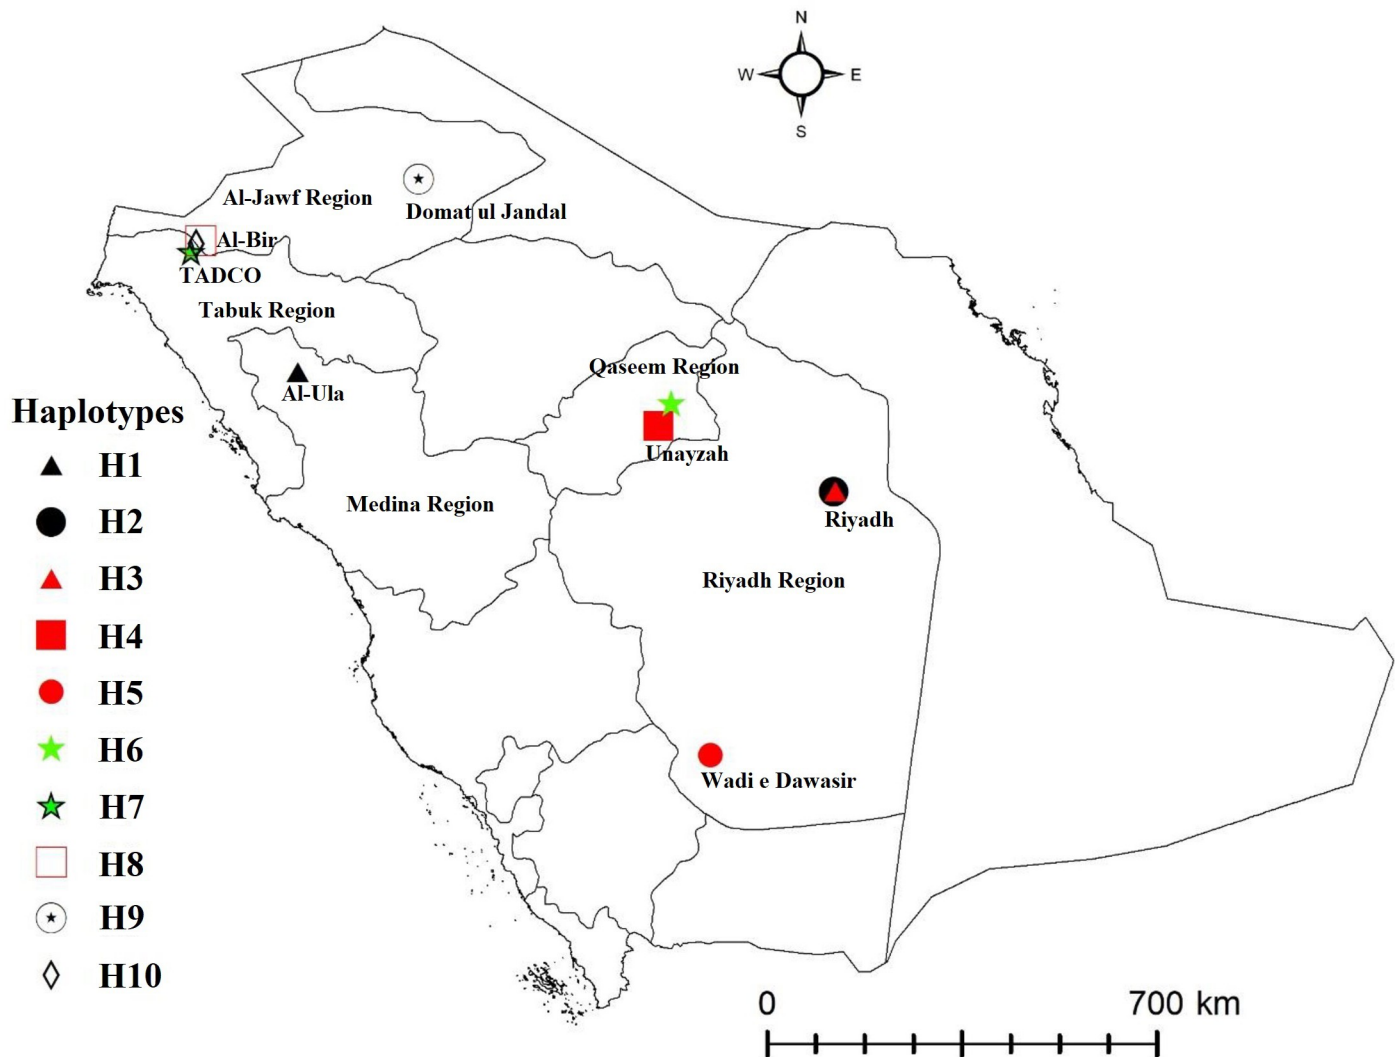 N
W
E
S
Al-Jawf Region
Domat ul Jandal
Al-Bir
TADCO
Tabuk Region
Qaseem Region
Al-Ula
Haplotypes
Unayzah
H1
Medina Region
Riyadh
H2
H3
Riyadh Region
H4
H5
H6
Wadi e Dawasir
H7
H8
H9
H10
0
700 km